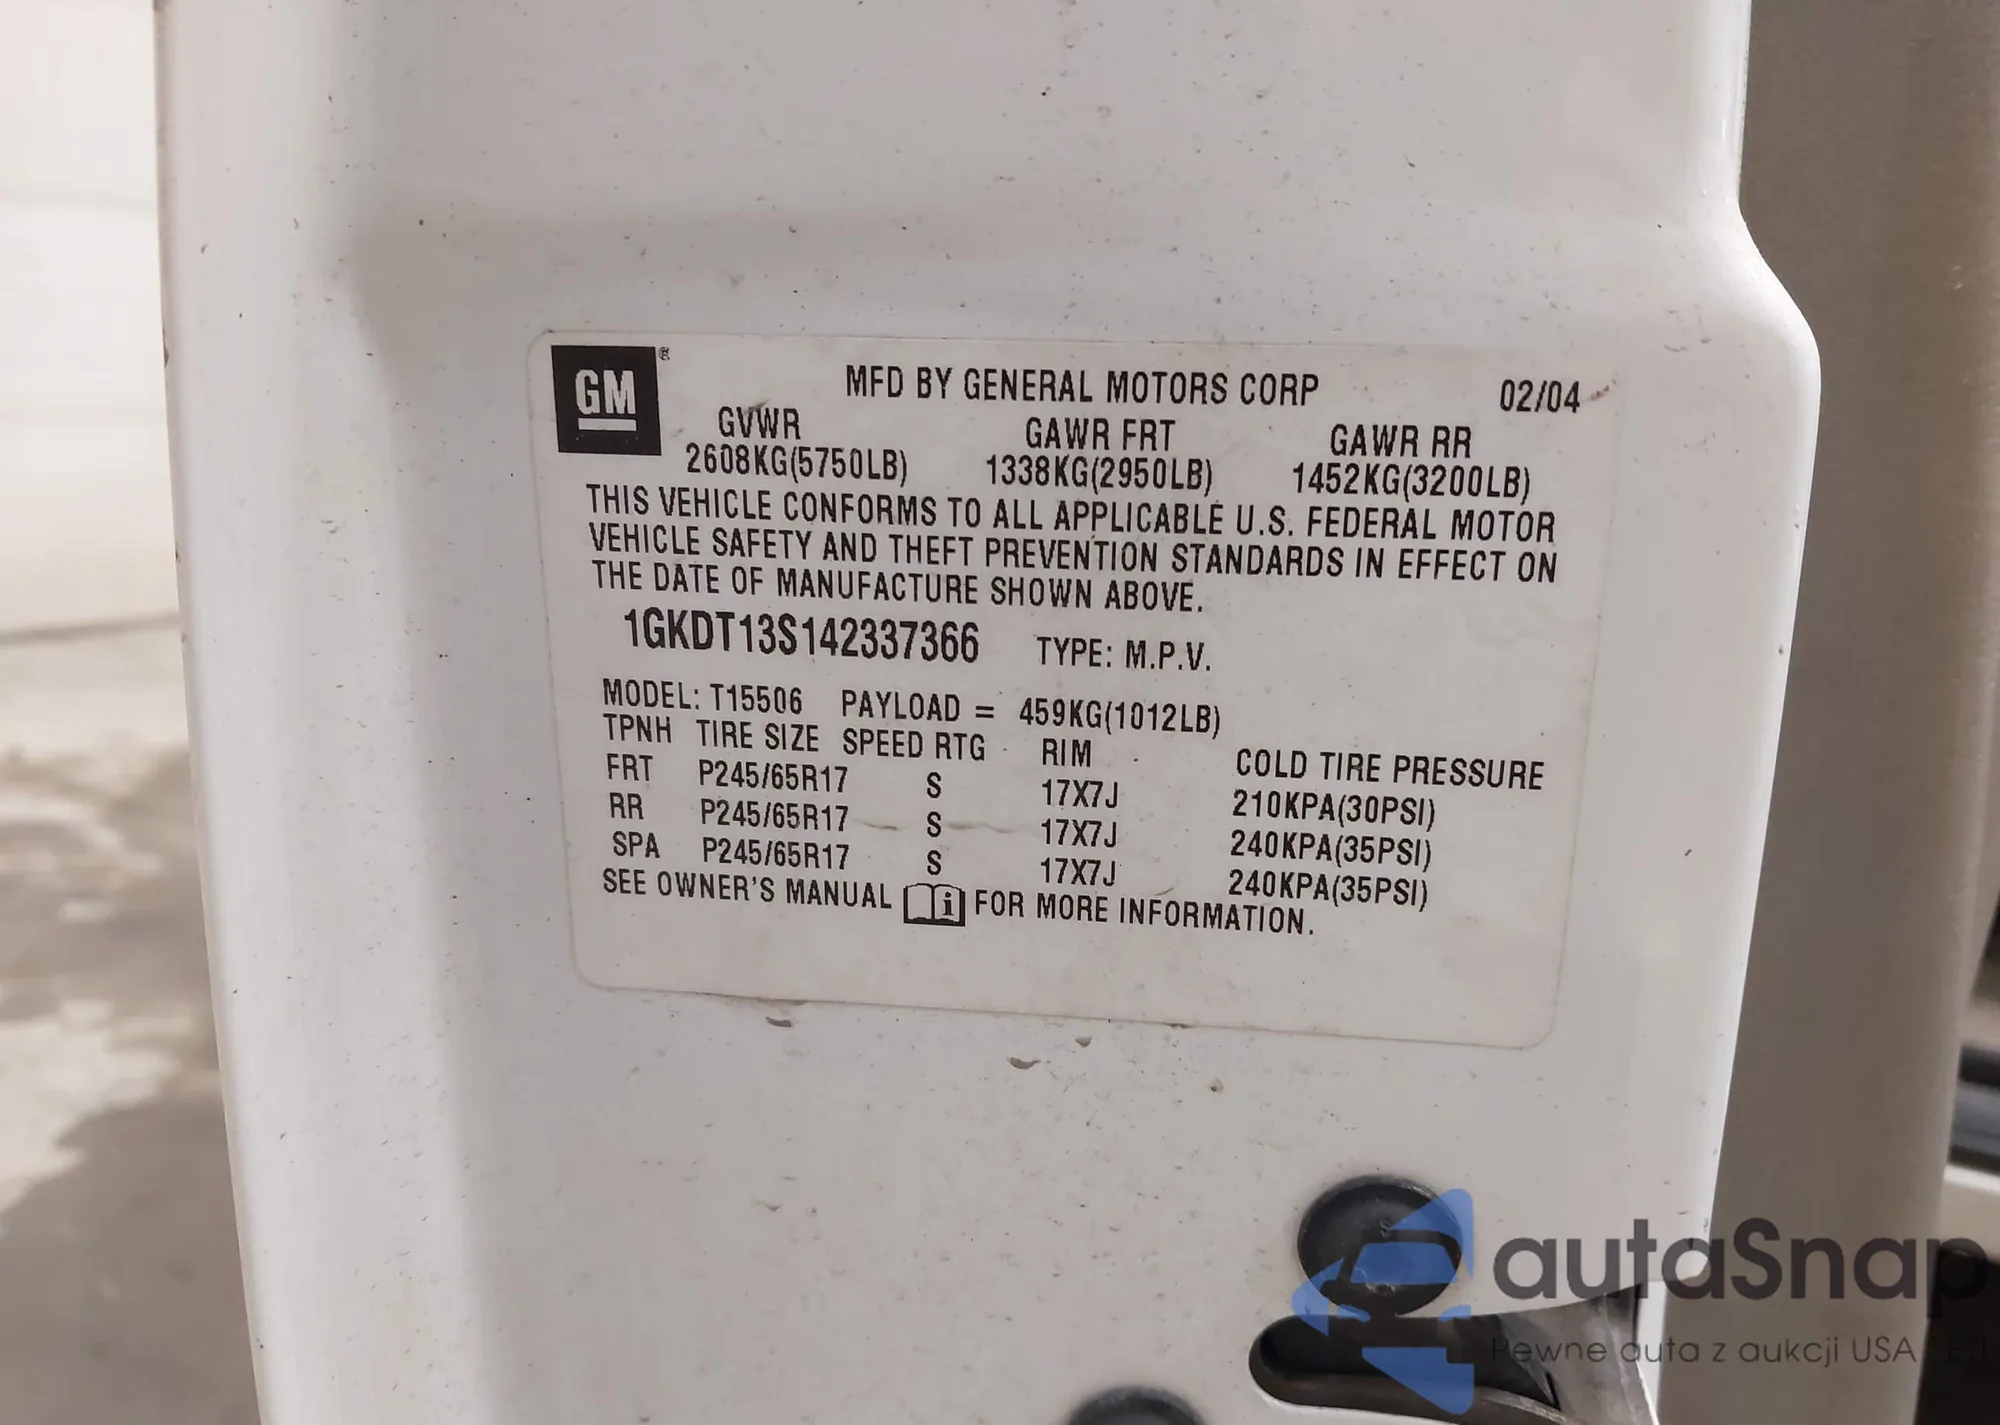 GM ®
MFD BY GENERAL MOTORS CORP 02/04
GVWR GAWR FRT GAWR RR
2608KG(5750LB) 1338KG(2950LB) 1452KG(3200LB)
THIS VEHICLE CONFORMS TO ALL APPLICABLE U.S. FEDERAL MOTOR
VEHICLE SAFETY AND THEFT PREVENTION STANDARDS IN EFFECT ON
THE DATE OF MANUFACTURE SHOWN ABOVE.
1GKDT13S142337366 TYPE: M.P.V.
MODEL: T15506 PAYLOAD = 459KG(1012LB)
TPNH TIRE SIZE SPEED RTG RIM COLD TIRE PRESSURE
FRT P245/65R17 S 17X7J 210KPA(30PSI)
RR P245/65R17 S 17X7J 240KPA(35PSI)
SPA P245/65R17 S 17X7J 240KPA(35PSI)
SEE OWNER'S MANUAL i FOR MORE INFORMATION.
autaSnap
Pewne auta z aukcji USA